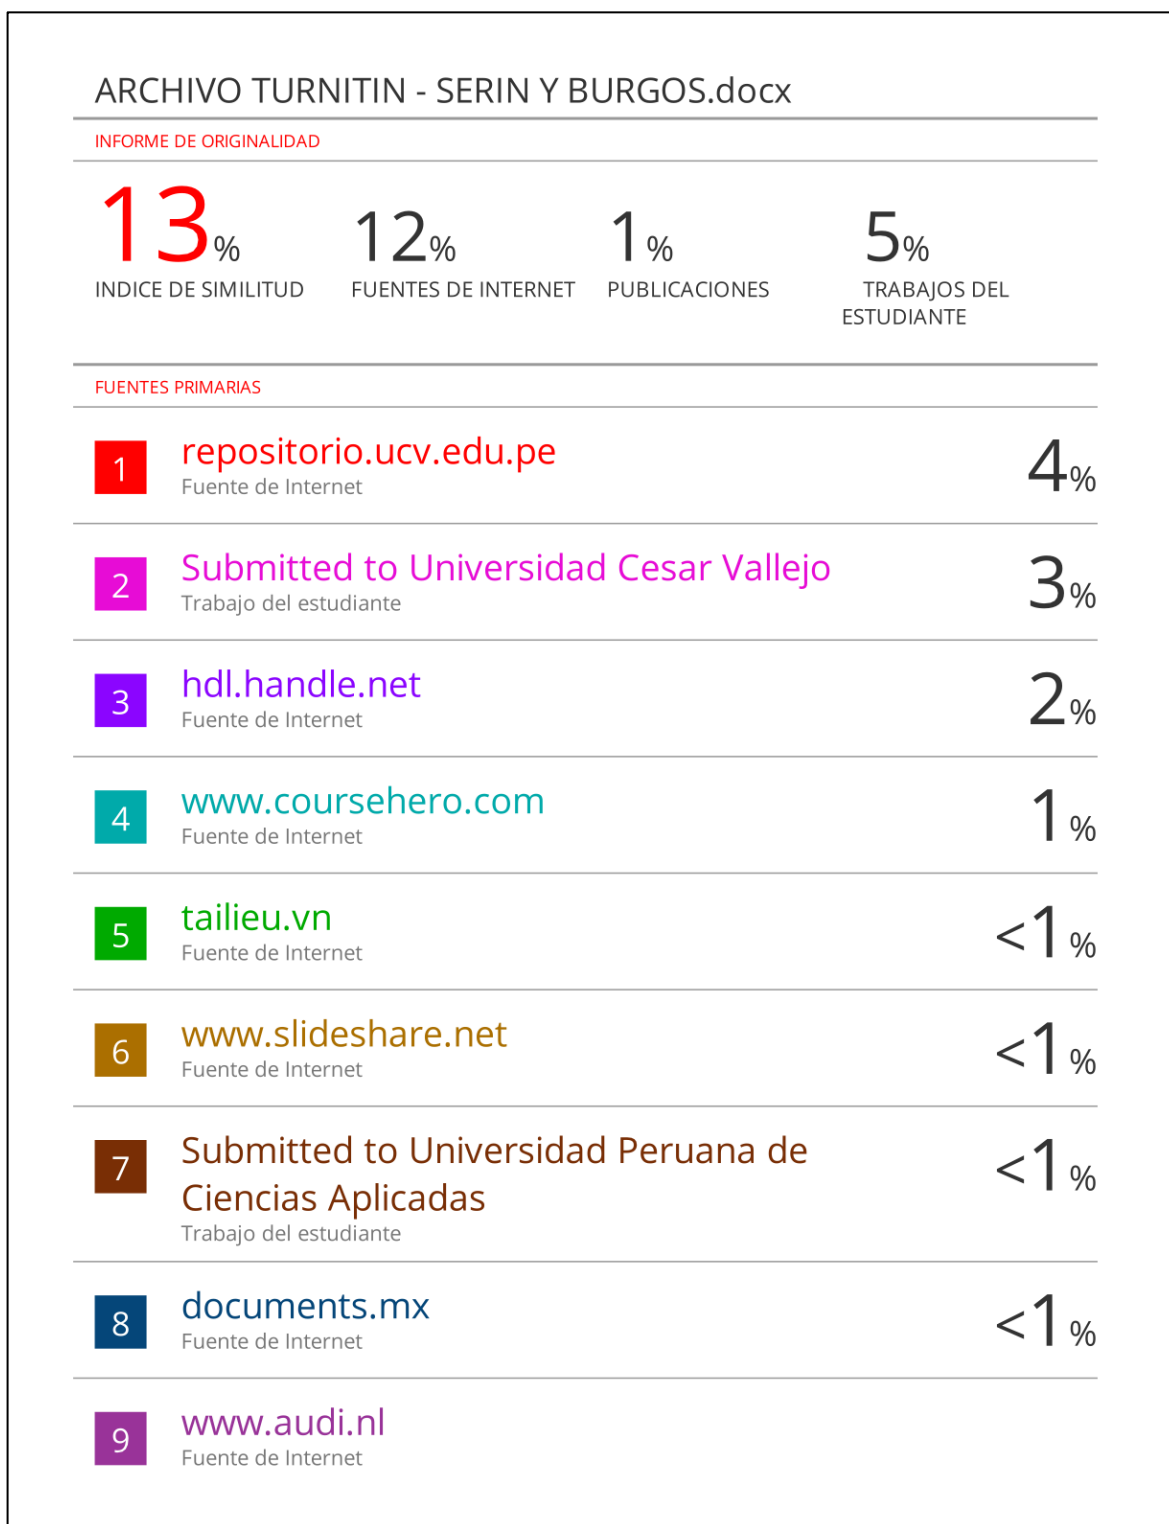 ARCHIVO TURNITIN - SERIN Y BURGOS.docx
INFORME DE ORIGINALIDAD
13% 12% 1% 5%
INDICE DE SIMILITUD FUENTES DE INTERNET PUBLICACIONES TRABAJOS DEL
ESTUDIANTE
FUENTES PRIMARIAS
1 repositorio.ucv.edu.pe 4%
Fuente de Internet
2 Submitted to Universidad Cesar Vallejo 3%
Trabajo del estudiante
3 hdl.handle.net 2%
Fuente de Internet
4 www.coursehero.com 1%
Fuente de Internet
5 tailieu.vn <1%
Fuente de Internet
6 www.slideshare.net <1%
Fuente de Internet
7 Submitted to Universidad Peruana de <1%
Ciencias Aplicadas
Trabajo del estudiante
8 documents.mx <1%
Fuente de Internet
9 www.audi.nl
Fuente de Internet